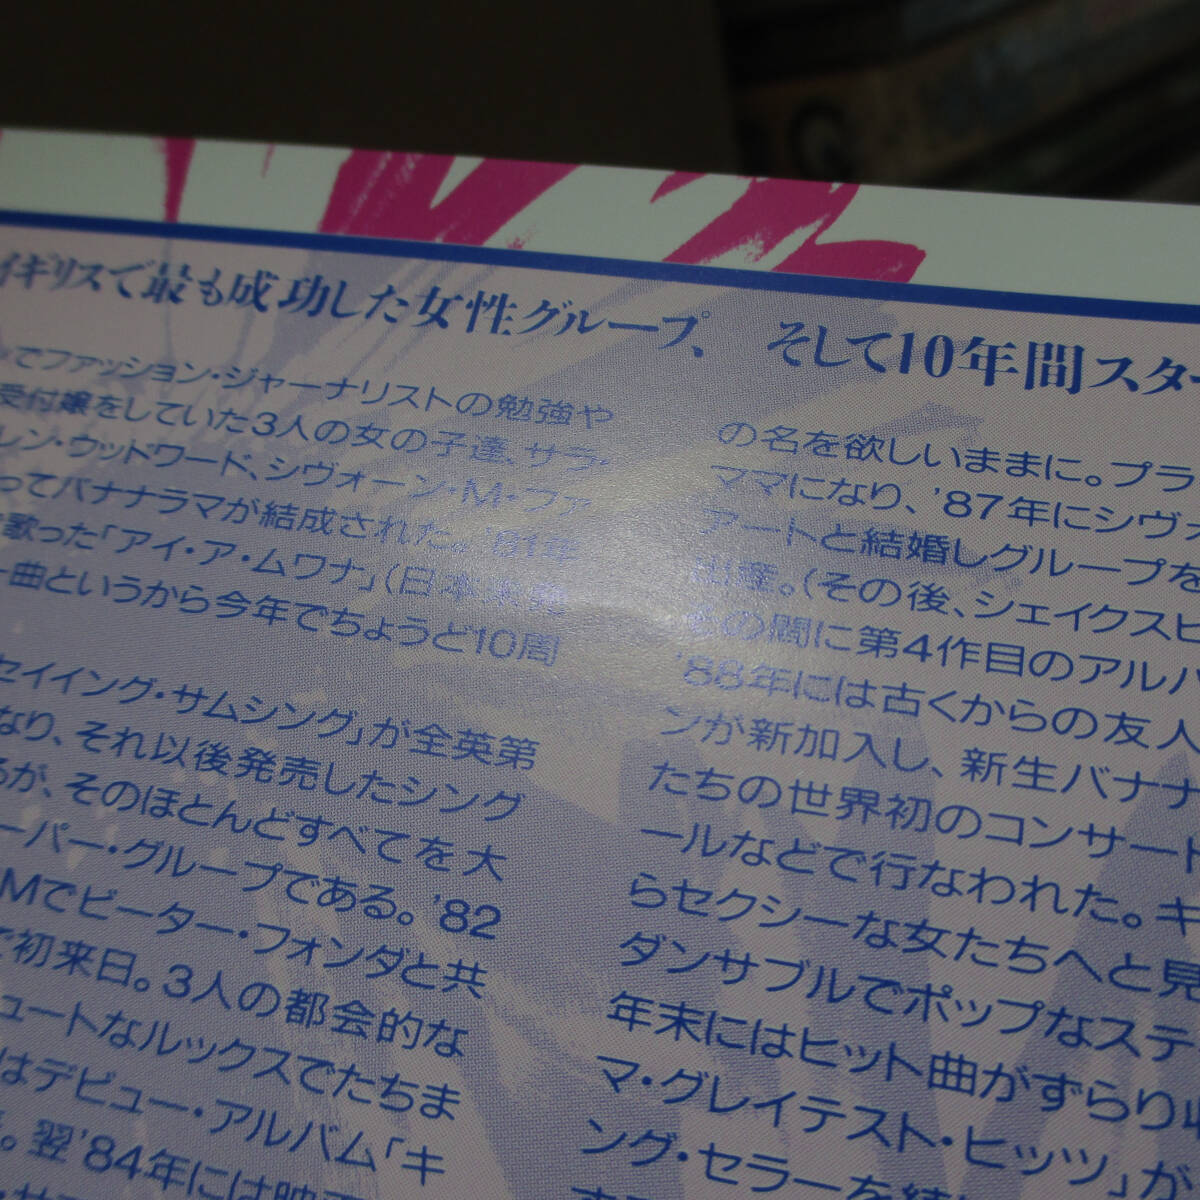 イギリスで最も成功した女性グループ、 そして10年間スター
でファッション・ジャーナリストの勉強や
受付嬢をしていた3人の女の子達、サラ・
レン・ウッドワード、シヴォーン・M・ファ
ってバナナラマが結成された。'81年
歌った「アイ・ア・ムワナ」(日本未発
一曲というから今年でちょうど10周
セイイング・サムシング」が全英第
なり、それ以後発売したシング
るが、そのほとんどすべてを大
ーパー・グループである。'82
Mでピーター・フォンダと共
で初来日。3人の都会的な
ュートなルックスでたちま
はデビュー・アルバム「キ
。翌'84年には映
の名を欲しいままに。プラ
ママになり、'87年にシヴ
アートと結婚しグループを
(その後、シェイクスピ
の間に第4作目のアルバ
'88年には古くからの友人
ンが新加入し、新生バナナ
たちの世界初のコンサート
ールなどで行なわれた。キ
らセクシーな女たちへと見
ダンサブルでポップなステ
年末にはヒット曲がずらり
マ・グレイテスト・ヒッツ」が
ング・セラーを